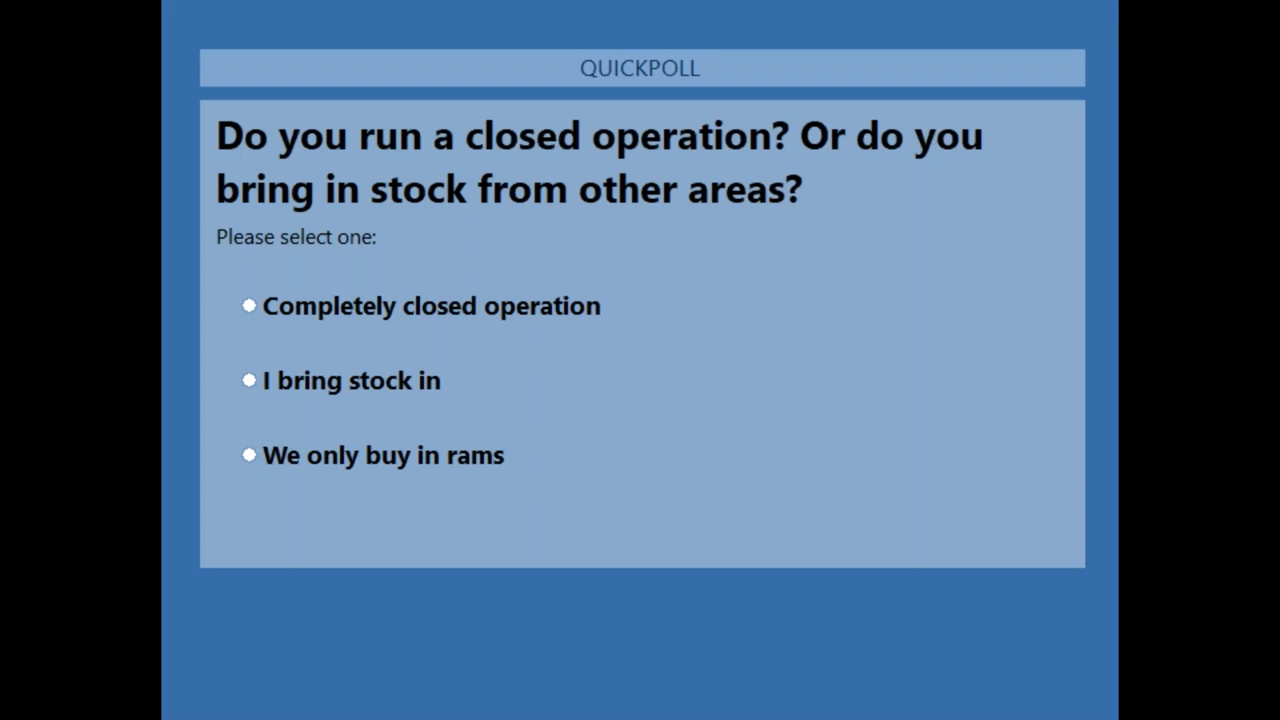 QUICKPOLL
Do you run a closed operation? Or do you
bring in stock from other areas?
Please select one:
Completely closed operation
I bring stock in
We only buy in rams